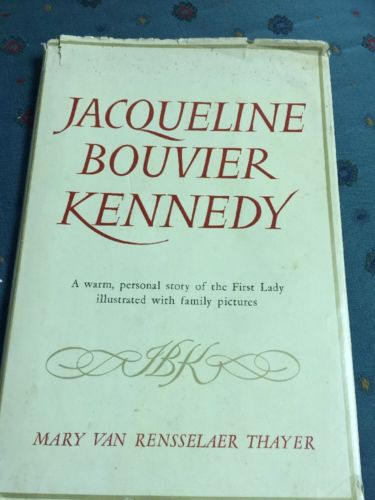 JACQUELINE
BOUVIER
KENNEDY
A warm, personal story of the First Lady
illustrated with family pictures
JBK
MARY VAN RENSSELAER THAYER